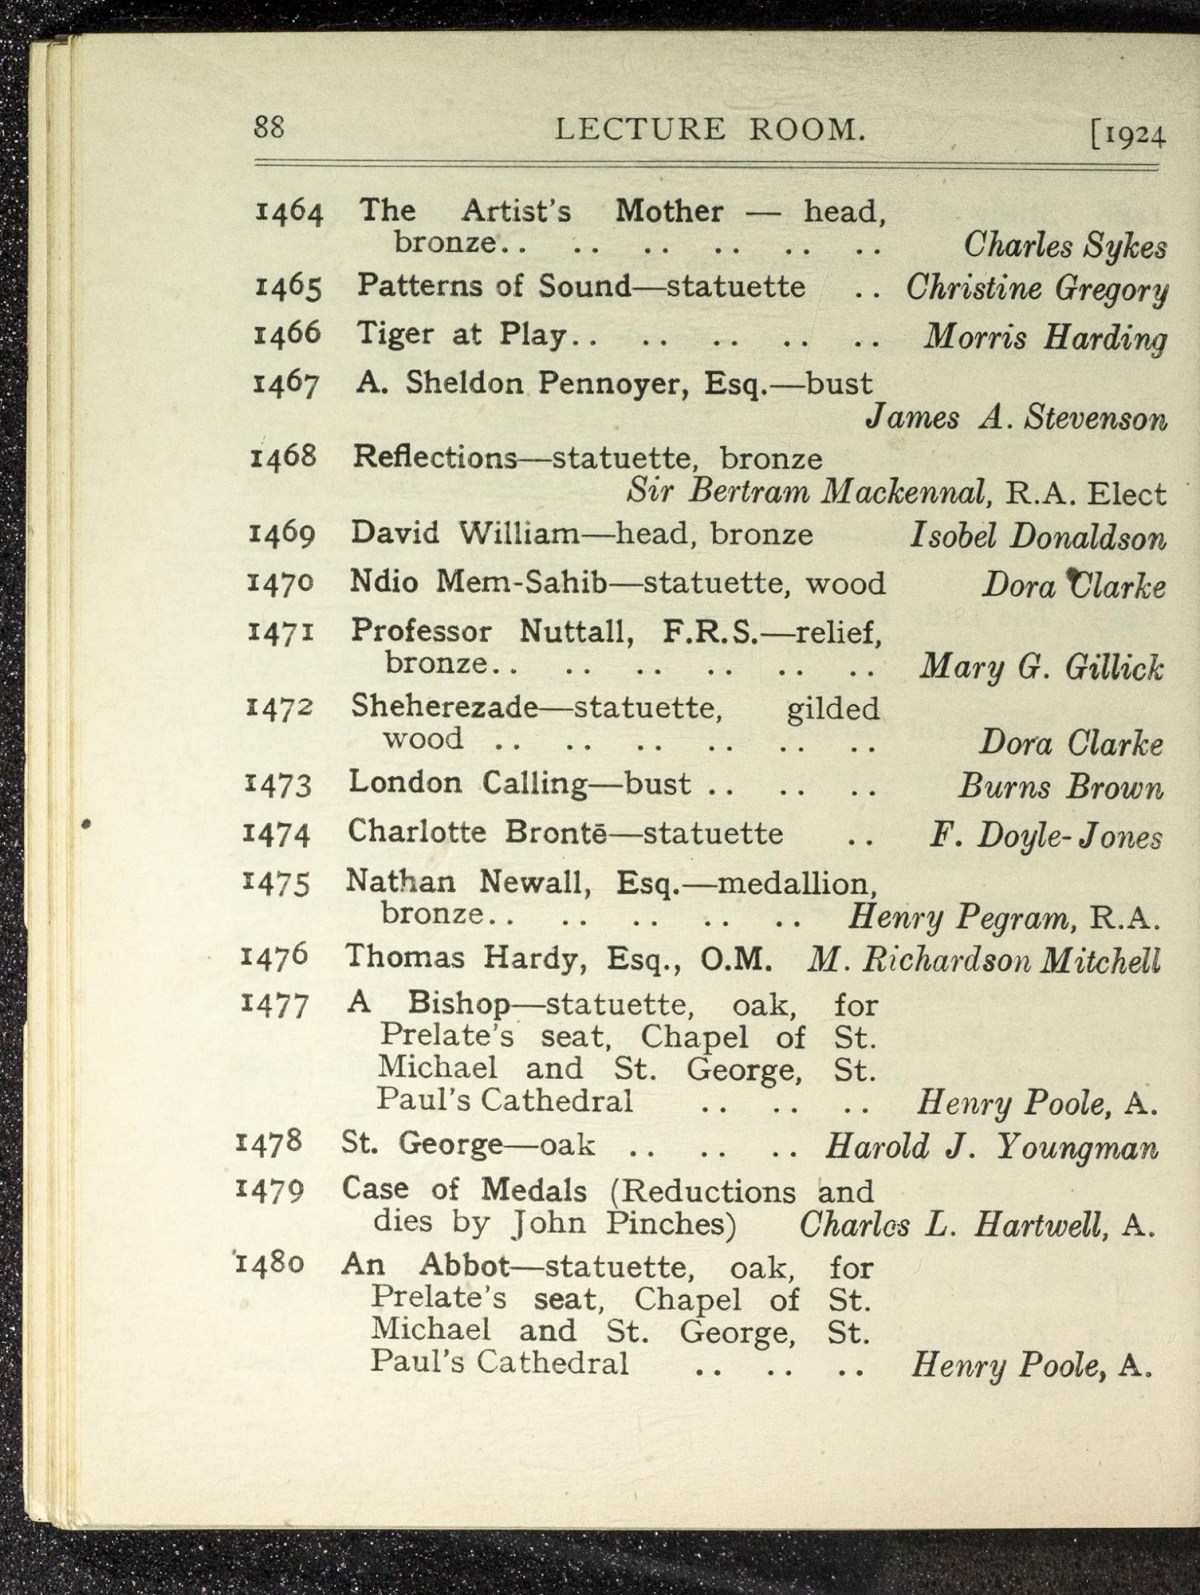 88 LECTURE ROOM. [1924
1464 The Artist's Mother — head,
bronze.. .. .. .. .. .. Charles Sykes
1465 Patterns of Sound—statuette .. Christine Gregory
1466 Tiger at Play.. .. .. .. .. Morris Harding
1467 A. Sheldon Pennoyer, Esq.—bust
James A. Stevenson
1468 Reflections—statuette, bronze
Sir Bertram Mackennal, R.A. Elect
1469 David William—head, bronze Isobel Donaldson
1470 Ndio Mem-Sahib—statuette, wood Dora Clarke
1471 Professor Nuttall, F.R.S.—relief,
bronze.. .. .. .. .. .. Mary G. Gillick
1472 Sheherezade—statuette, gilded
wood .. .. .. .. .. .. Dora Clarke
1473 London Calling—bust .. .. .. Burns Brown
1474 Charlotte Brontē—statuette .. F. Doyle-Jones
1475 Nathan Newall, Esq.—medallion,
bronze.. .. .. .. .. Henry Pegram, R.A.
1476 Thomas Hardy, Esq., O.M. M. Richardson Mitchell
1477 A Bishop—statuette, oak, for
Prelate's seat, Chapel of St.
Michael and St. George, St.
Paul's Cathedral .. .. .. Henry Poole, A.
1478 St. George—oak .. .. .. Harold J. Youngman
1479 Case of Medals (Reductions and
dies by John Pinches) Charles L. Hartwell, A.
1480 An Abbot—statuette, oak, for
Prelate's seat, Chapel of St.
Michael and St. George, St.
Paul's Cathedral .. .. .. Henry Poole, A.